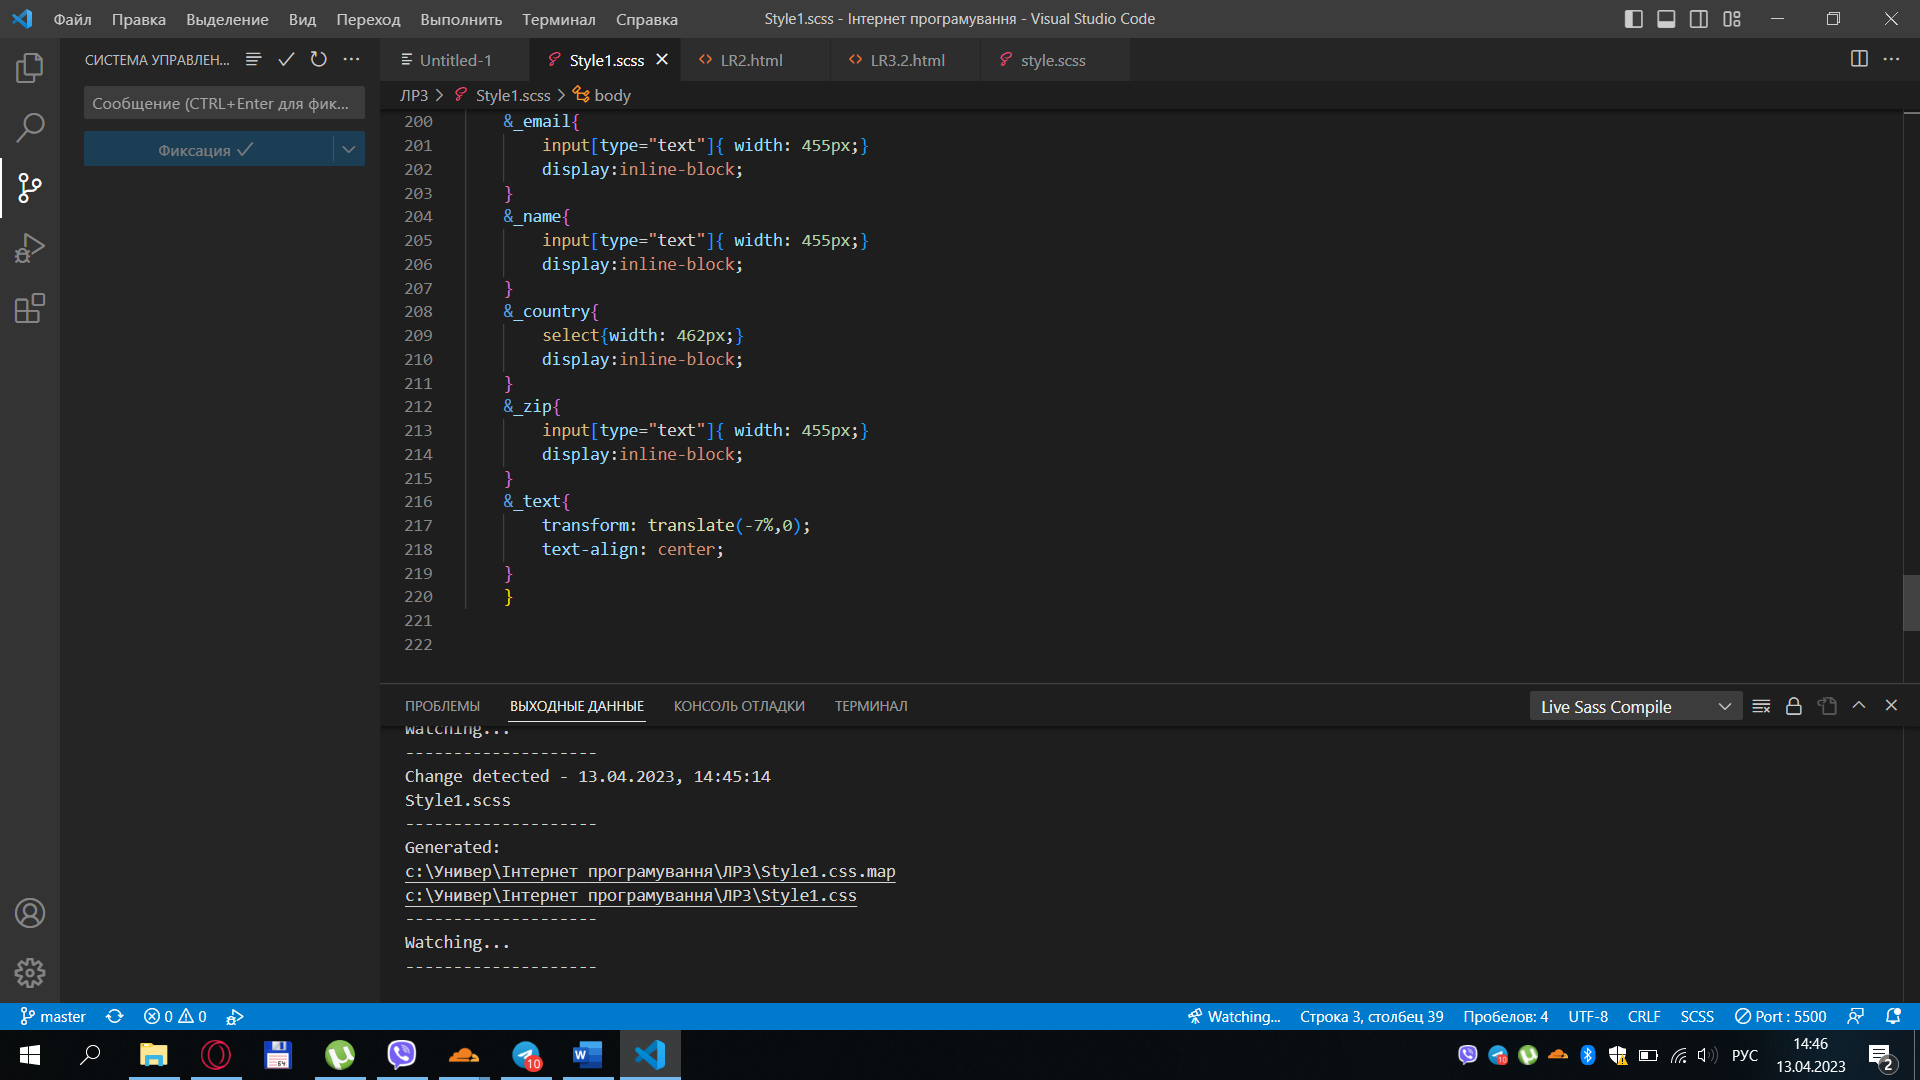 Файл Правка Выделение Вид Переход Выполнить Терминал Справка
Style1.scss - Інтернет програмування - Visual Studio Code
СИСТЕМА УПРАВЛЕН...
Сообщение (CTRL+Enter для фик...
Фиксация
Untitled-1
Style1.scss
LR2.html
LR3.2.html
style.scss
ЛР3 > Style1.scss > body
200 &_email{
201 input[type="text"]{ width: 455px;}
202 display:inline-block;
203 }
204 &_name{
205 input[type="text"]{ width: 455px;}
206 display:inline-block;
207 }
208 &_country{
209 select{width: 462px;}
210 display:inline-block;
211 }
212 &_zip{
213 input[type="text"]{ width: 455px;}
214 display:inline-block;
215 }
216 &_text{
217 transform: translate(-7%,0);
218 text-align: center;
219 }
220 }
221
222
ПРОБЛЕМЫ ВЫХОДНЫЕ ДАННЫЕ КОНСОЛЬ ОТЛАДКИ ТЕРМИНАЛ
Live Sass Compile
Watching...
--------------------
Change detected - 13.04.2023, 14:45:14
Style1.scss
--------------------
Generated:
c:\Универ\Інтернет програмування\ЛР3\Style1.css.map
c:\Универ\Інтернет програмування\ЛР3\Style1.css
--------------------
Watching...
--------------------
master 0 0
Watching... Строка 3, столбец 39 Пробелов: 4 UTF-8 CRLF SCSS Port : 5500
64
10
W
10
РУС
14:46
13.04.2023
2